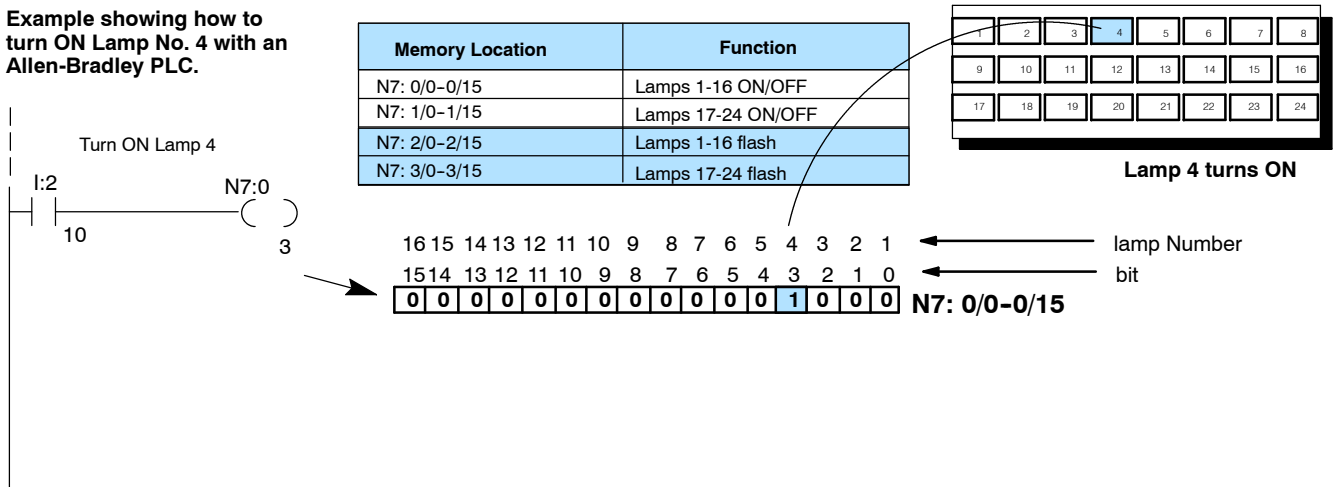 Example showing how to
turn ON Lamp No. 4 with an
Allen-Bradley PLC.
Memory Location Function
N7: 0/0-0/15 Lamps 1-16 ON/OFF
N7: 1/0-1/15 Lamps 17-24 ON/OFF
N7: 2/0-2/15 Lamps 1-16 flash
N7: 3/0-3/15 Lamps 17-24 flash
1 2 3 4 5 6 7 8
9 10 11 12 13 14 15 16
17 18 19 20 21 22 23 24
Lamp 4 turns ON
Turn ON Lamp 4
I:2 N7:0
10 3
16 15 14 13 12 11 10 9 8 7 6 5 4 3 2 1 lamp Number
15 14 13 12 11 10 9 8 7 6 5 4 3 2 1 0 bit
0 0 0 0 0 0 0 0 0 0 0 0 1 0 0 0 N7: 0/0-0/15